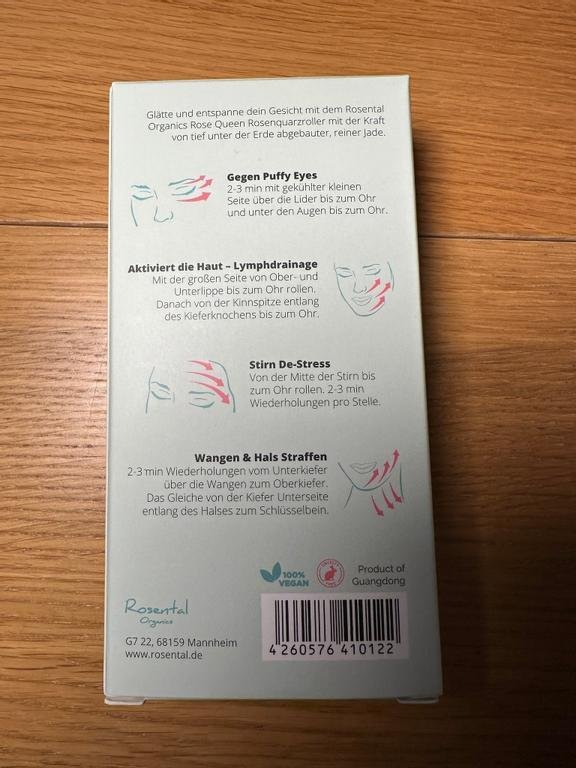 Glätte und entspanne dein Gesicht mit dem Rosental
Organics Rose Queen Rosenquarzroller mit der Kraft
von tief unter der Erde abgebauter, reiner Jade.
Gegen Puffy Eyes
2-3 min mit gekühlter kleinen
Seite über die Lider bis zum Ohr
und unter den Augen bis zum Ohr.
Aktiviert die Haut – Lymphdrainage
Mit der großen Seite von Ober- und
Unterlippe bis zum Ohr rollen.
Danach von der Kinnspitze entlang
des Kieferknochens bis zum Ohr.
Stirn De-Stress
Von der Mitte der Stirn bis
zum Ohr rollen. 2-3 min
Wiederholungen pro Stelle.
Wangen & Hals Straffen
2-3 min Wiederholungen vom Unterkiefer
über die Wangen zum Oberkiefer.
Das Gleiche von der Kiefer Unterseite
entlang des Halses zum Schlüsselbein.
100%
VEGAN
CRUELTY
FREE
Product of
Guangdong
Rosental
Organics
G7 22, 68159 Mannheim
www.rosental.de
4 260576 410122